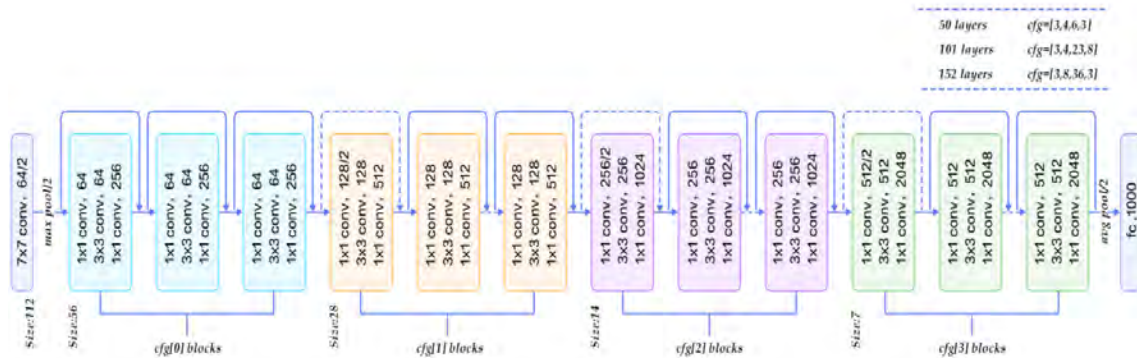 50 layers cfg=[3,4,6,3]
101 layers cfg=[3,4,23,8]
152 layers cfg=[3,8,36,3]
7x7 conv, 64/2
max pool/2
1x1 conv, 64
3x3 conv, 64
1x1 conv, 256
1x1 conv, 64
3x3 conv, 64
1x1 conv, 256
1x1 conv, 64
3x3 conv, 64
1x1 conv, 256
1x1 conv, 128/2
3x3 conv, 128
1x1 conv, 512
1x1 conv, 128
3x3 conv, 128
1x1 conv, 512
1x1 conv, 128
3x3 conv, 128
1x1 conv, 512
1x1 conv, 256/2
3x3 conv, 256
1x1 conv, 1024
1x1 conv, 256
3x3 conv, 256
1x1 conv, 1024
1x1 conv, 256
3x3 conv, 256
1x1 conv, 1024
1x1 conv, 512/2
3x3 conv, 512
1x1 conv, 2048
1x1 conv, 512
3x3 conv, 512
1x1 conv, 2048
1x1 conv, 512
3x3 conv, 512
1x1 conv, 2048
avg pool/2
fc, 1000
Size:112
Size:56
Size:28
Size:14
Size:7
cfg[0] blocks
cfg[1] blocks
cfg[2] blocks
cfg[3] blocks